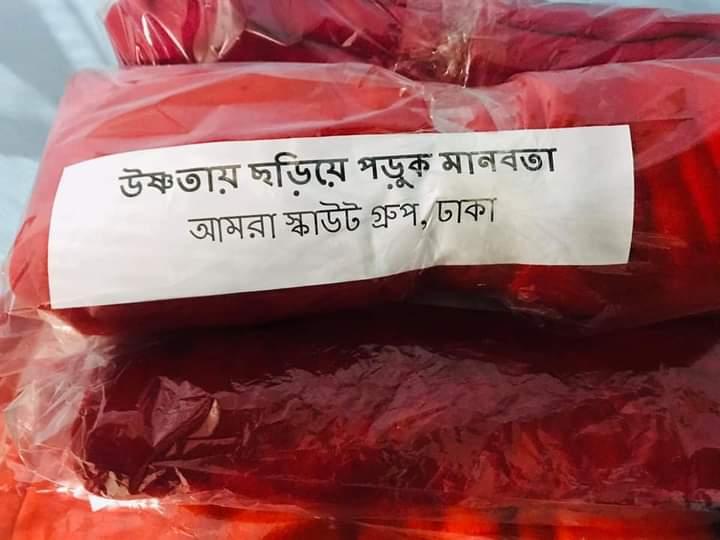 উষ্ণতায় ছড়িয়ে পড়ুক মানবতা
আমরা স্কাউট গ্রুপ, ঢাকা